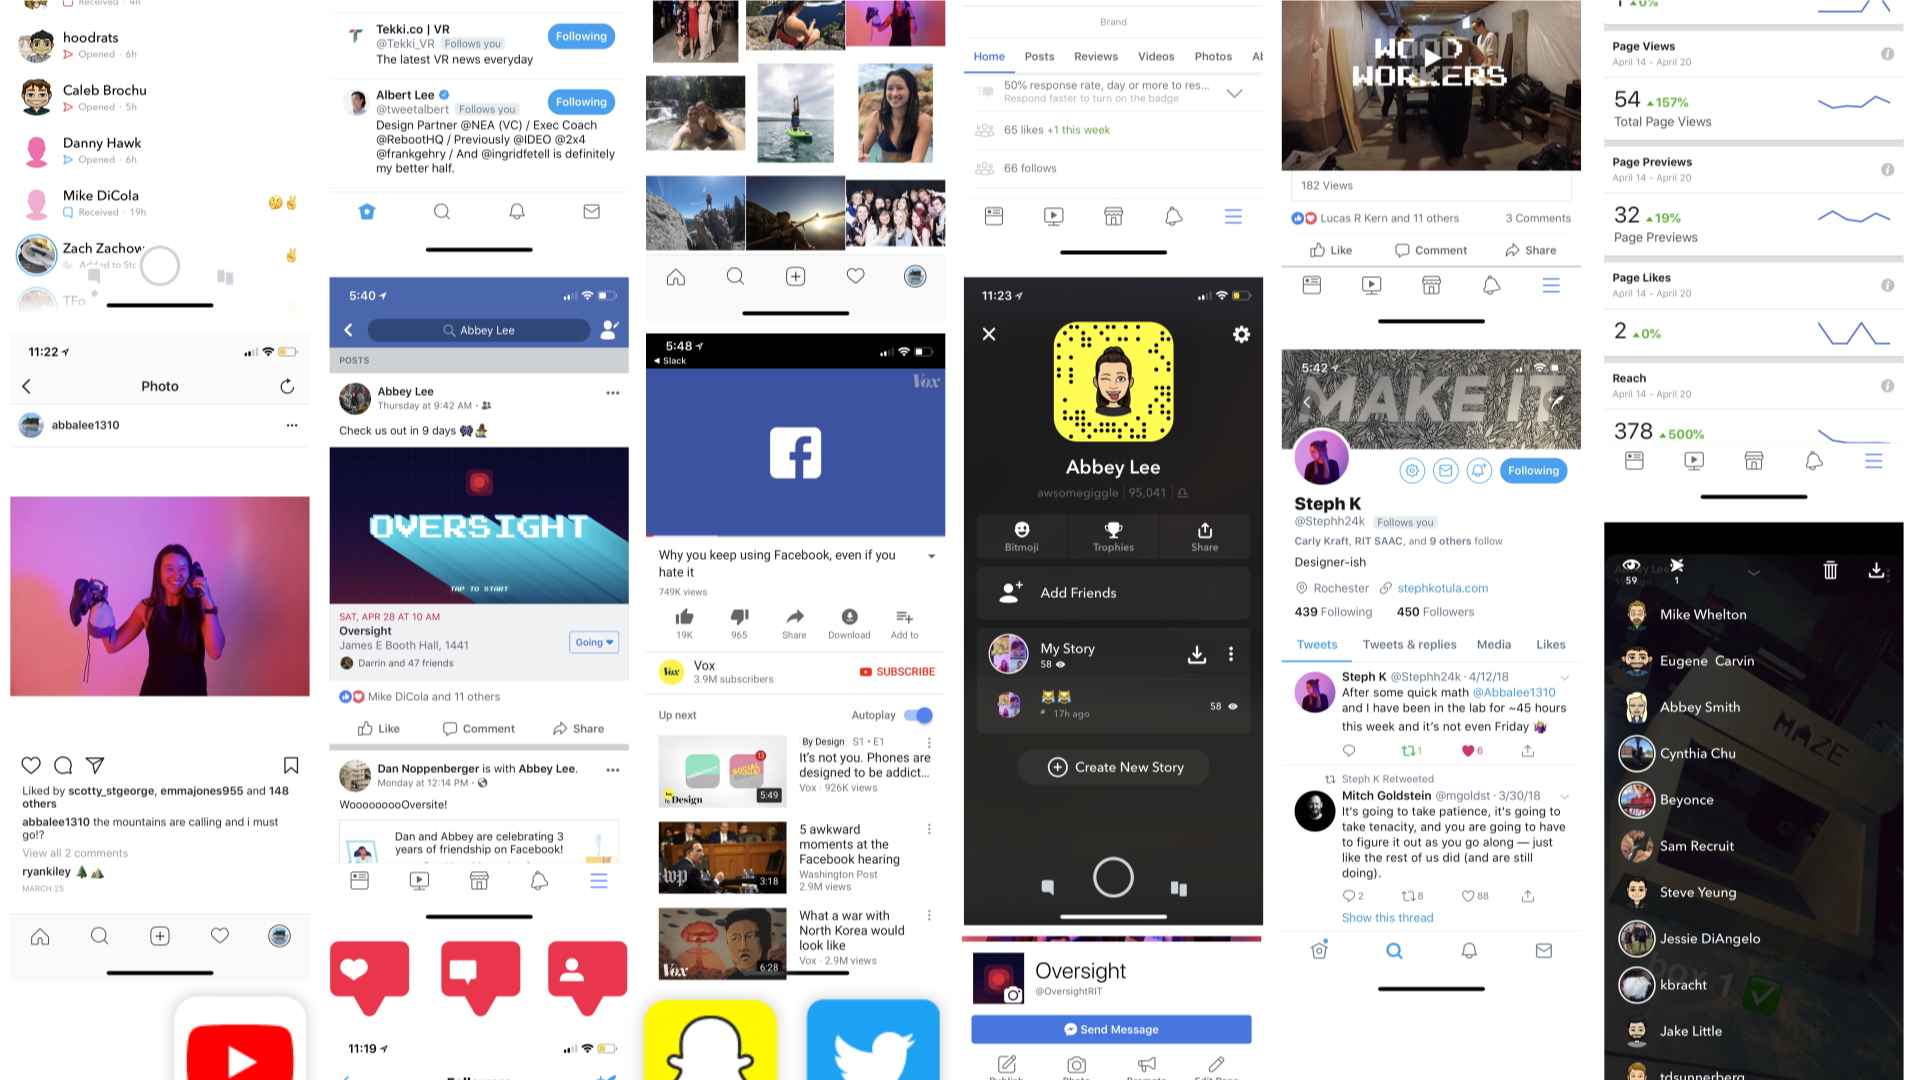 Received · 4h
hoodrats
Opened · 6h
Caleb Brochu
Opened · 5h
Danny Hawk
Opened · 6h
Mike DiCola
Received · 19h
Zach Zachow
Added to Stc
TFo
11:22
Photo
abbalee1310
Liked by scotty_stgeorge, emmajones955 and 148
others
abbalee1310 the mountains are calling and i must
go!?
View all 2 comments
ryankiley 🌲⛰️
MARCH 25
Tekki.co | VR
@Tekki_VR Follows you
The latest VR news everyday
Following
Albert Lee
@tweetalbert Follows you
Following
Design Partner @NEA (VC) / Exec Coach
@RebootHQ / Previously @IDEO @2x4
@frankgehry / And @ingridfetell is definitely
my better half.
5:40
Abbey Lee
POSTS
Abbey Lee
Thursday at 9:42 AM ·
Check us out in 9 days
OVERSIGHT
TAP TO START
SAT, APR 28 AT 10 AM
Oversight
James E Booth Hall, 1441
Darrin and 47 friends
Going
Mike DiCola and 11 others
Like Comment Share
Dan Noppenberger is with Abbey Lee.
Monday at 12:14 PM ·
WooooooooOversite!
Dan and Abbey are celebrating 3
years of friendship on Facebook!
11:19
5:48
Slack
Vox
Why you keep using Facebook, even if you
hate it
749K views
19K 965 Share Download Add to
Vox
3.9M subscribers
SUBSCRIBE
Up next
Autoplay
By Design S1 • E1
It's not you. Phones are
designed to be addict...
Vox · 926K views
by Design
5:49
5 awkward
moments at the
Facebook hearing
Washington Post
2.9M views
wp
3:18
What a war with
North Korea would
look like
Vox · 2.9M views
Vox
6:28
Brand
Home Posts Reviews Videos Photos Al
50% response rate, day or more to res...
Respond faster to turn on the badge
65 likes +1 this week
66 follows
11:23
Abbey Lee
awsomegiggle 95,041
Bitmoji Trophies Share
Add Friends
My Story
58
17h ago
58
Create New Story
Oversight
@OversightRIT
Send Message
WOOD
WORKERS
182 Views
Lucas R Kern and 11 others
3 Comments
Like Comment Share
5:42
MAKE IT
Following
Steph K
@Stephh24k Follows you
Carly Kraft, RIT SAAC, and 9 others follow
Designer-ish
Rochester stephkotula.com
439 Following 450 Followers
Tweets Tweets & replies Media Likes
Steph K @Stephh24k · 4/12/18
After some quick math @Abbalee1310
and I have been in the lab for ~45 hours
this week and it's not even Friday
1 6
Steph K Retweeted
Mitch Goldstein @mgoldst · 3/30/18
It's going to take patience, it's going to
take tenacity, and you are going to have
to figure it out as you go along — just
like the rest of us did (and are still
doing).
2 8 88
Show this thread
1 0%
Page Views
April 14 - April 20
54 157%
Total Page Views
Page Previews
April 14 - April 20
32 19%
Page Previews
Page Likes
April 14 - April 20
2 0%
Reach
April 14 - April 20
378 500%
59 1
Mike Whelton
Eugene Carvin
Abbey Smith
Cynthia Chu
MAZE
Beyonce
Sam Recruit
Steve Yeung
Jessie DiAngelo
kbracht
box 1
Jake Little
tdsunnerberg